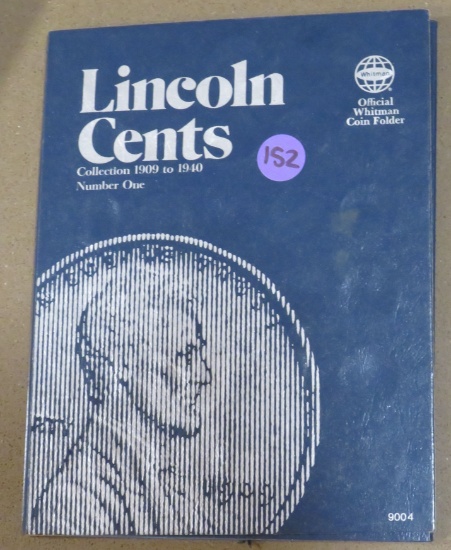 Lincoln
Cents
Collection 1909 to 1940
Number One
Whitman
Official
Whitman
Coin Folder
152
9004